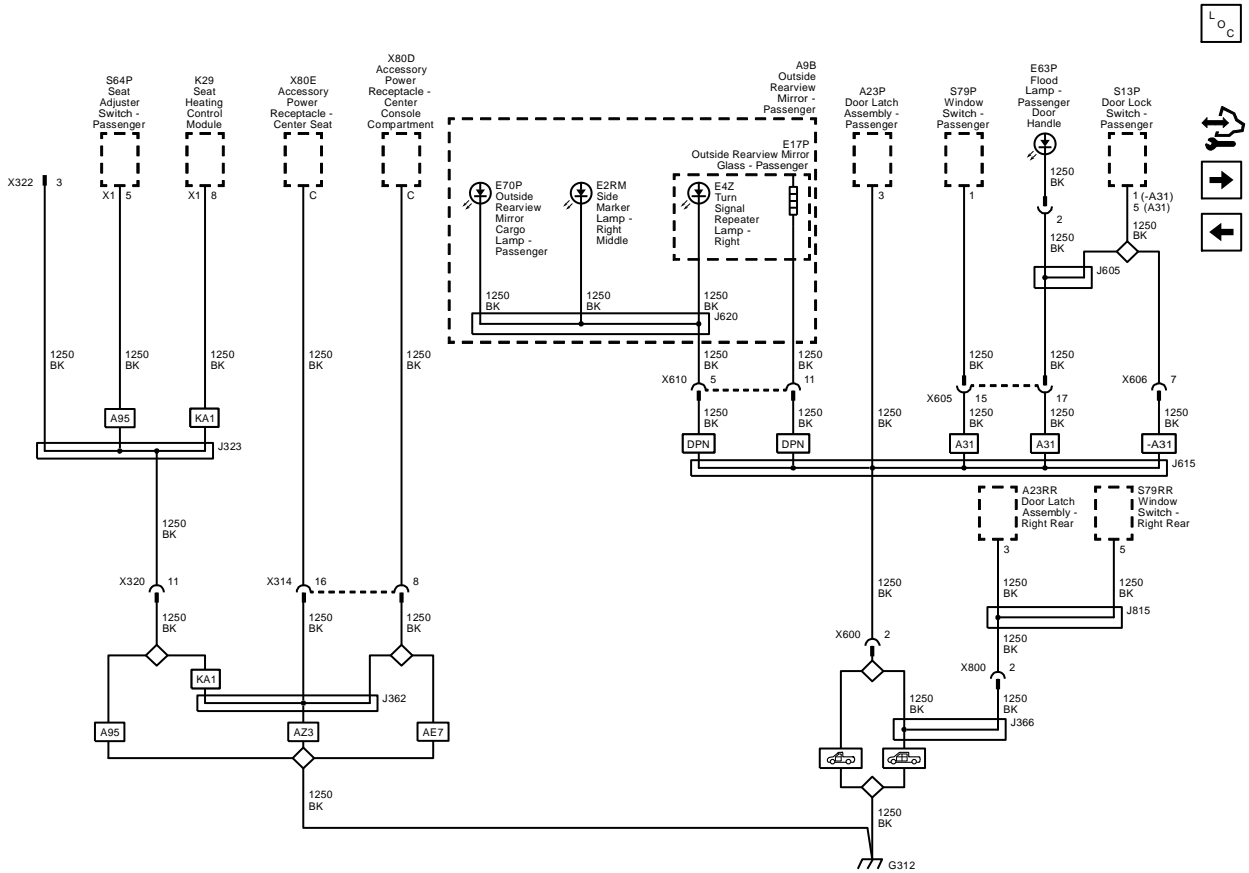 L
O
C
S64P
Seat
Adjuster
Switch -
Passenger
K29
Seat
Heating
Control
Module
X80E
Accessory
Power
Receptacle -
Center Seat
X80D
Accessory
Power
Receptacle -
Center
Console
Compartment
A9B
Outside
Rearview
Mirror -
Passenger
A23P
Door Latch
Assembly -
Passenger
S79P
Window
Switch -
Passenger
E63P
Flood
Lamp -
Passenger
Door
Handle
S13P
Door Lock
Switch -
Passenger
E17P
Outside Rearview Mirror
Glass - Passenger
X322 3
X1 5
X1 8
C
C
E70P
Outside
Rearview
Mirror
Cargo
Lamp -
Passenger
E2RM
Side
Marker
Lamp -
Right
Middle
E4Z
Turn
Signal
Repeater
Lamp -
Right
3
1
1250
BK
2
1250
BK
1 (-A31)
5 (A31)
1250
BK
J605
1250
BK
1250
BK
1250
BK
J620
1250
BK
1250
BK
1250
BK
1250
BK
1250
BK
1250
BK
1250
BK
1250
BK
1250
BK
1250
BK
X610 5
11
X605 15
17
X606 7
1250
BK
1250
BK
1250
BK
1250
BK
1250
BK
A95
KA1
J323
DPN
DPN
A31
A31
-A31
J615
A23RR
Door Latch
Assembly -
Right Rear
S79RR
Window
Switch -
Right Rear
3
5
1250
BK
X320 11
X314 16
8
1250
BK
1250
BK
1250
BK
J815
1250
BK
1250
BK
1250
BK
X600 2
1250
BK
X800 2
KA1
J362
1250
BK
1250
BK
J366
A95
AZ3
AE7
1250
BK
1250
BK
G312